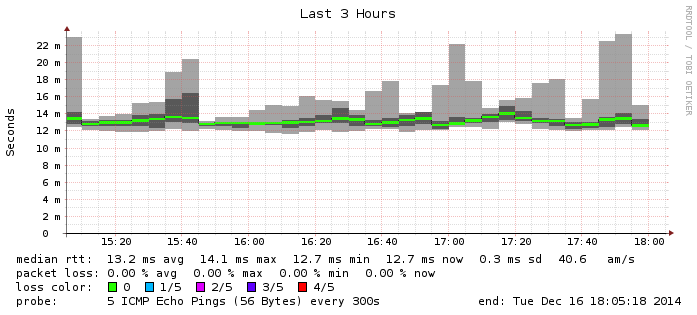 Last 3 Hours
RRDTOOL / TOBI OETIKER
Seconds
22 m
20 m
18 m
16 m
14 m
12 m
10 m
8 m
6 m
4 m
2 m
0
15:20 15:40 16:00 16:20 16:40 17:00 17:20 17:40 18:00
median rtt: 13.2 ms avg 14.1 ms max 12.7 ms min 12.7 ms now 0.3 ms sd 40.6 am/s
packet loss: 0.00 % avg 0.00 % max 0.00 % min 0.00 % now
loss color: 0 1/5 2/5 3/5 4/5
probe: 5 ICMP Echo Pings (56 Bytes) every 300s end: Tue Dec 16 18:05:18 2014